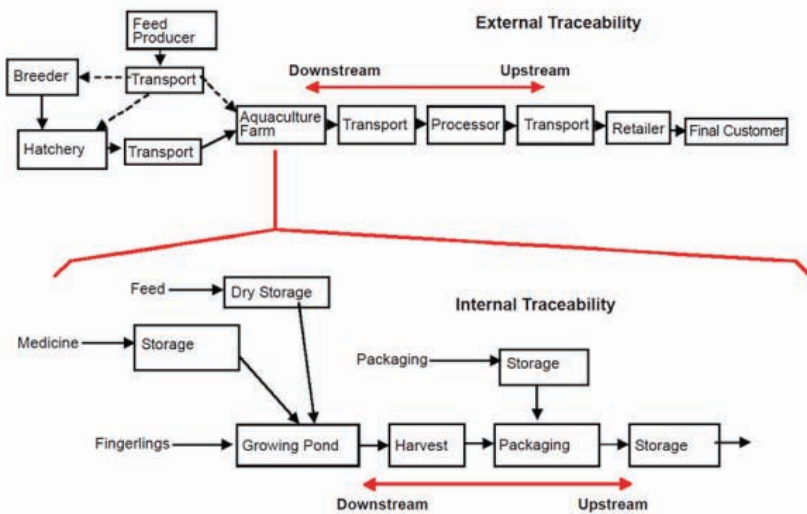 External Traceability
Feed
Producer
Breeder
Transport
Downstream
Upstream
Aquaculture
Farm
Transport
Processor
Transport
Retailer
Final Customer
Hatchery
Transport
Feed
Dry Storage
Internal Traceability
Medicine
Storage
Packaging
Storage
Fingerlings
Growing Pond
Harvest
Packaging
Storage
Downstream
Upstream